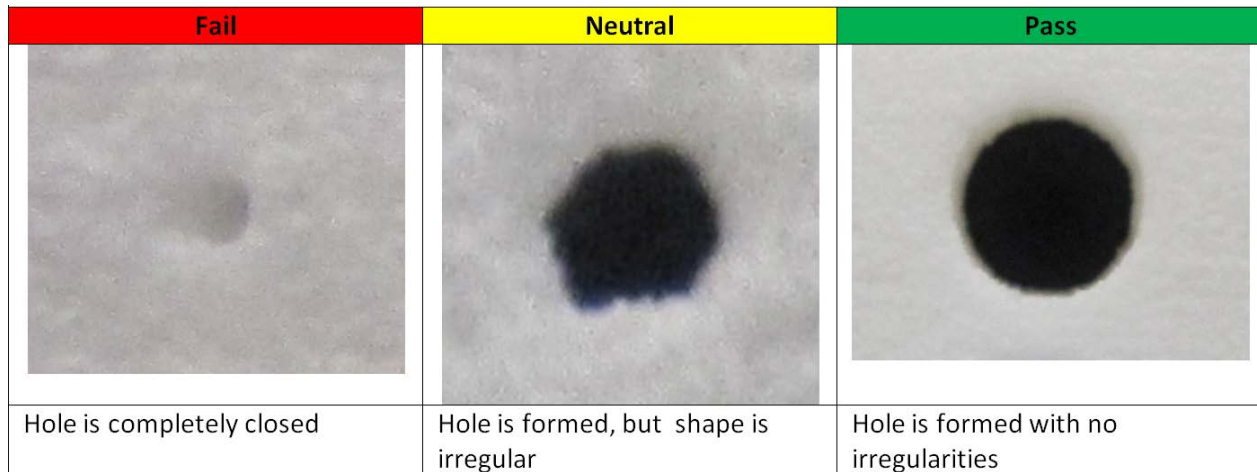 Fail
Neutral
Pass
Hole is completely closed
Hole is formed, but shape is
irregular
Hole is formed with no
irregularities